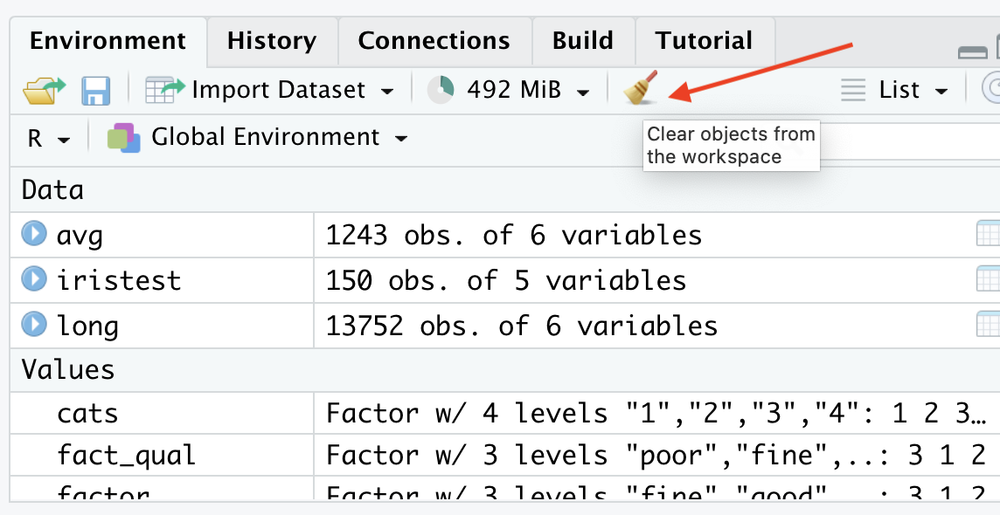 Environment History Connections Build Tutorial
Import Dataset 492 MiB List
R Global Environment
Clear objects from
the workspace
Data
avg 1243 obs. of 6 variables
iristest 150 obs. of 5 variables
long 13752 obs. of 6 variables
Values
cats Factor w/ 4 levels "1","2","3","4": 1 2 3…
fact_qual Factor w/ 3 levels "poor","fine",..: 3 1 2
factor Factor w/ 3 levels "fine","good",..: 3 1 2